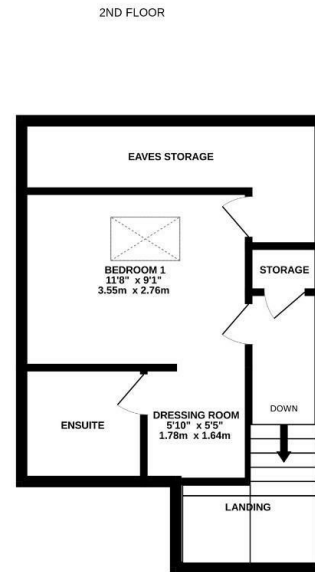 2ND FLOOR
EAVES STORAGE
BEDROOM 1
11'8" x 9'1"
3.55m x 2.76m
STORAGE
DRESSING ROOM
5'10" x 5'5"
1.78m x 1.64m
ENSUITE
DOWN
LANDING